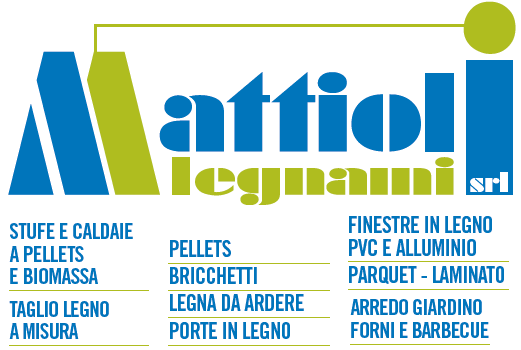 Mattioli
legnami srl
STUFE E CALDAIE
A PELLETS
E BIOMASSA
TAGLIO LEGNO
A MISURA
PELLETS
BRICCHETTI
LEGNA DA ARDERE
PORTE IN LEGNO
FINESTRE IN LEGNO
PVC E ALLUMINIO
PARQUET - LAMINATO
ARREDO GIARDINO
FORNI E BARBECUE